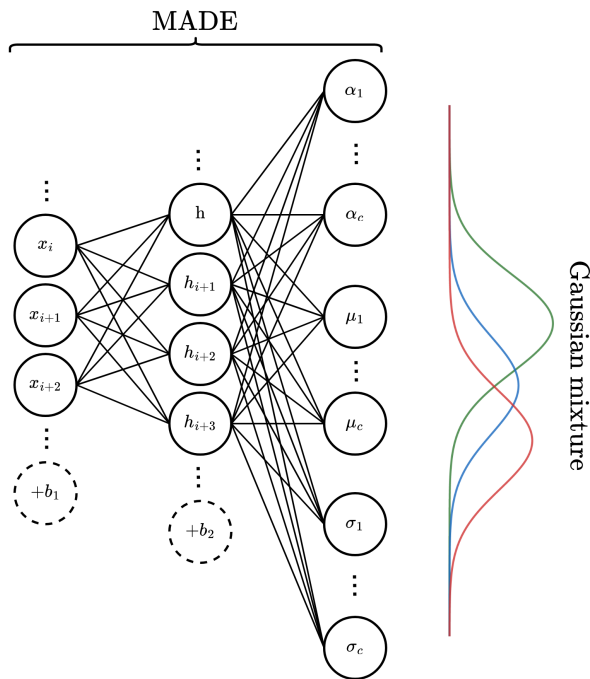 MADE
x_i
x_{i+1}
x_{i+2}
+b_1
h
h_{i+1}
h_{i+2}
h_{i+3}
+b_2
α_1
α_c
μ_1
μ_c
σ_1
σ_c
Gaussian mixture